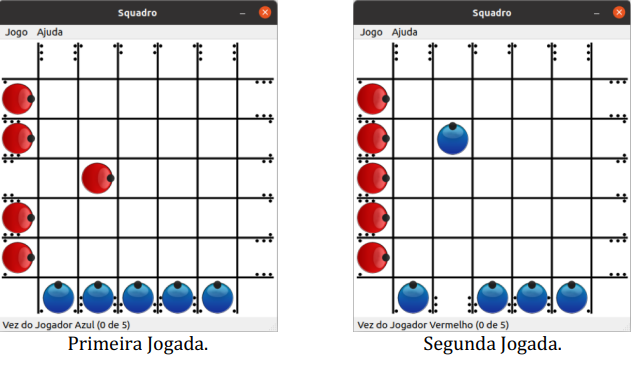 Squadro
Jogo Ajuda
Vez do Jogador Azul (0 de 5)
Primeira Jogada.
Squadro
Jogo Ajuda
Vez do Jogador Vermelho (0 de 5)
Segunda Jogada.